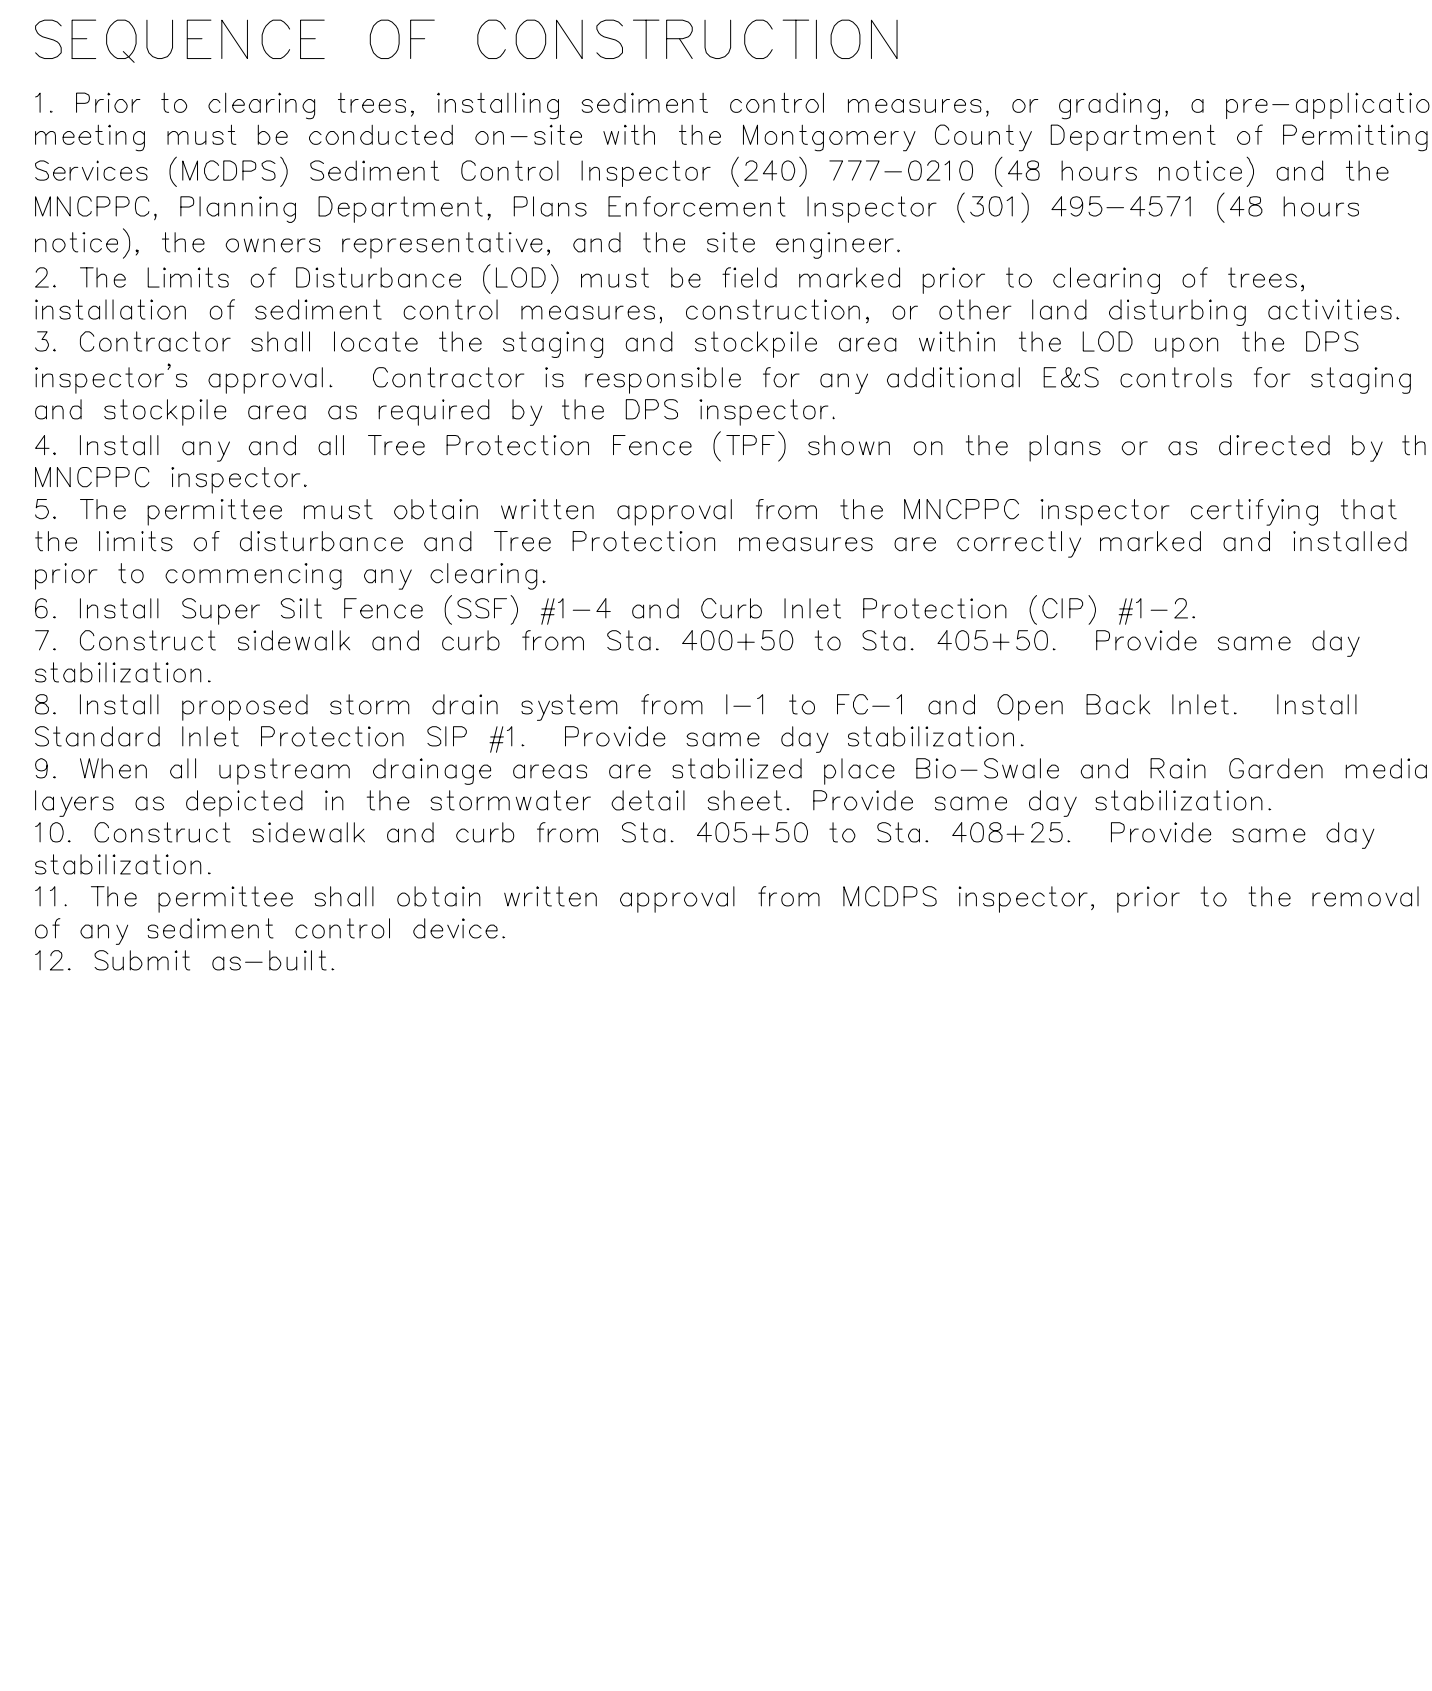 SEQUENCE OF CONSTRUCTION
1. Prior to clearing trees, installing sediment control measures, or grading, a pre-applicatio
meeting must be conducted on-site with the Montgomery County Department of Permitting
Services (MCDPS) Sediment Control Inspector (240) 777-0210 (48 hours notice) and the
MNCPPC, Planning Department, Plans Enforcement Inspector (301) 495-4571 (48 hours
notice), the owners representative, and the site engineer.
2. The Limits of Disturbance (LOD) must be field marked prior to clearing of trees,
installation of sediment control measures, construction, or other land disturbing activities.
3. Contractor shall locate the staging and stockpile area within the LOD upon the DPS
inspector's approval.  Contractor is responsible for any additional E&S controls for staging
and stockpile area as required by the DPS inspector.
4. Install any and all Tree Protection Fence (TPF) shown on the plans or as directed by th
MNCPPC inspector.
5. The permittee must obtain written approval from the MNCPPC inspector certifying that
the limits of disturbance and Tree Protection measures are correctly marked and installed
prior to commencing any clearing.
6. Install Super Silt Fence (SSF) #1-4 and Curb Inlet Protection (CIP) #1-2.
7. Construct sidewalk and curb from Sta. 400+50 to Sta. 405+50.  Provide same day
stabilization.
8. Install proposed storm drain system from I-1 to FC-1 and Open Back Inlet.  Install
Standard Inlet Protection SIP #1.  Provide same day stabilization.
9. When all upstream drainage areas are stabilized place Bio-Swale and Rain Garden media
layers as depicted in the stormwater detail sheet. Provide same day stabilization.
10. Construct sidewalk and curb from Sta. 405+50 to Sta. 408+25.  Provide same day
stabilization.
11. The permittee shall obtain written approval from MCDPS inspector, prior to the removal
of any sediment control device.
12. Submit as-built.